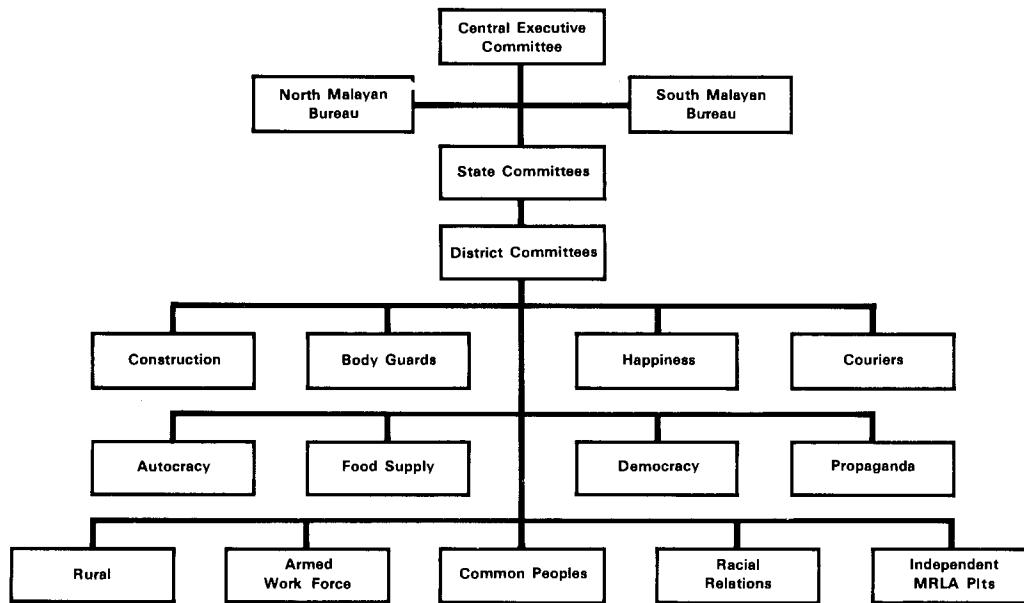 Central Executive
Committee
North Malayan
Bureau
South Malayan
Bureau
State Committees
District Committees
Construction
Body Guards
Happiness
Couriers
Autocracy
Food Supply
Democracy
Propaganda
Rural
Armed
Work Force
Common Peoples
Racial
Relations
Independent
MRLA Plts